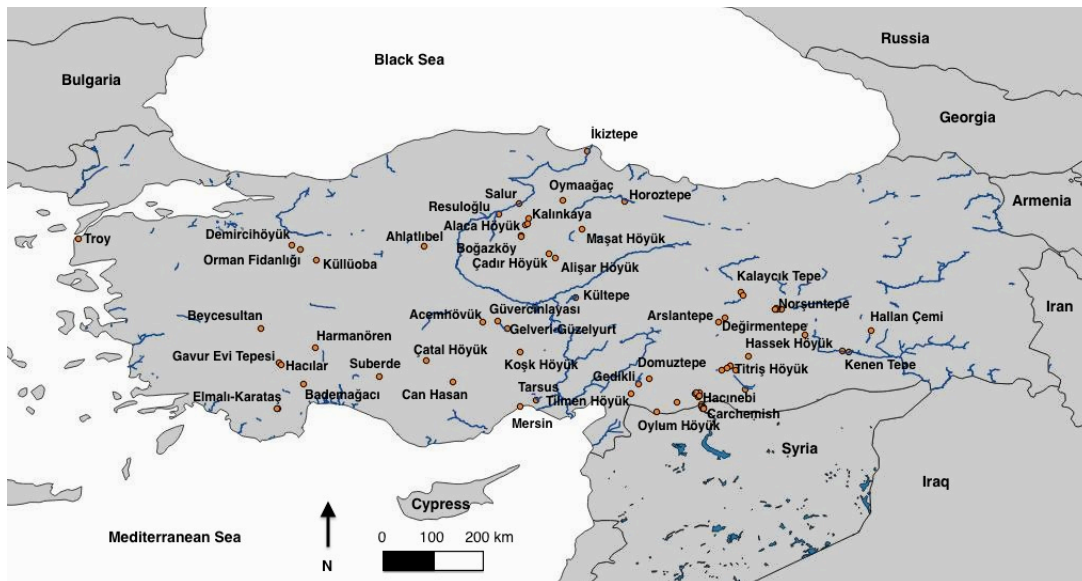 Russia
Black Sea
Bulgaria
Georgia
İkiztepe
Oymaağaç
Salur
Horoztepe
Armenia
Resuloğlu
Kalınkaya
Alaca Höyük
Troy
Demircihöyük
Ahlatlıbel
Maşat Höyük
Boğazköy
Orman Fidanlığı
Küllüoba
Çadır Höyük
Alişar Höyük
Kalaycık Tepe
Kültepe
Iran
Norşuntepe
Güvercinlayası
Beycesultan
Acemhövük
Arslantepe
Hallan Çemi
Gelveri-Güzelyurt
Değirmentepe
Harmanören
Hassek Höyük
Gavur Evi Tepesi
Hacılar
Suberde
Çatal Höyük
Koşk Höyük
Domuztepe
Titriş Höyük
Kenen Tepe
Gedikli
Elmalı-Karataş
Bademağacı
Can Hasan
Tarsus
Tilmen Höyük
Hacınebi
Carchemish
Mersin
Oylum Höyük
Syria
Iraq
Cypress
Mediterranean Sea
N
0 100 200 km